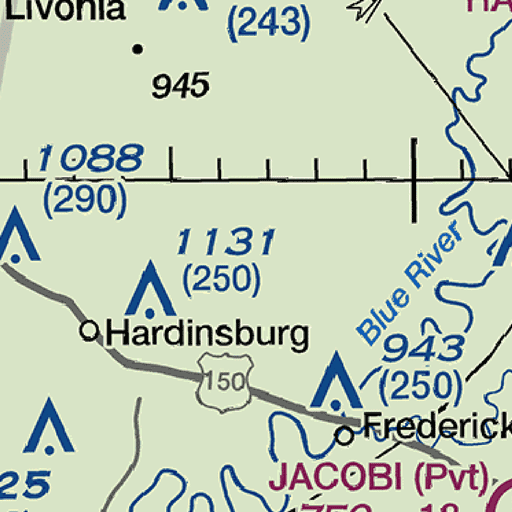 Livonia
(243)
945
1088
(290)
1131
(250)
Blue River
Hardinsburg
943
(250)
150
Frederick
25
JACOBI (Pvt)